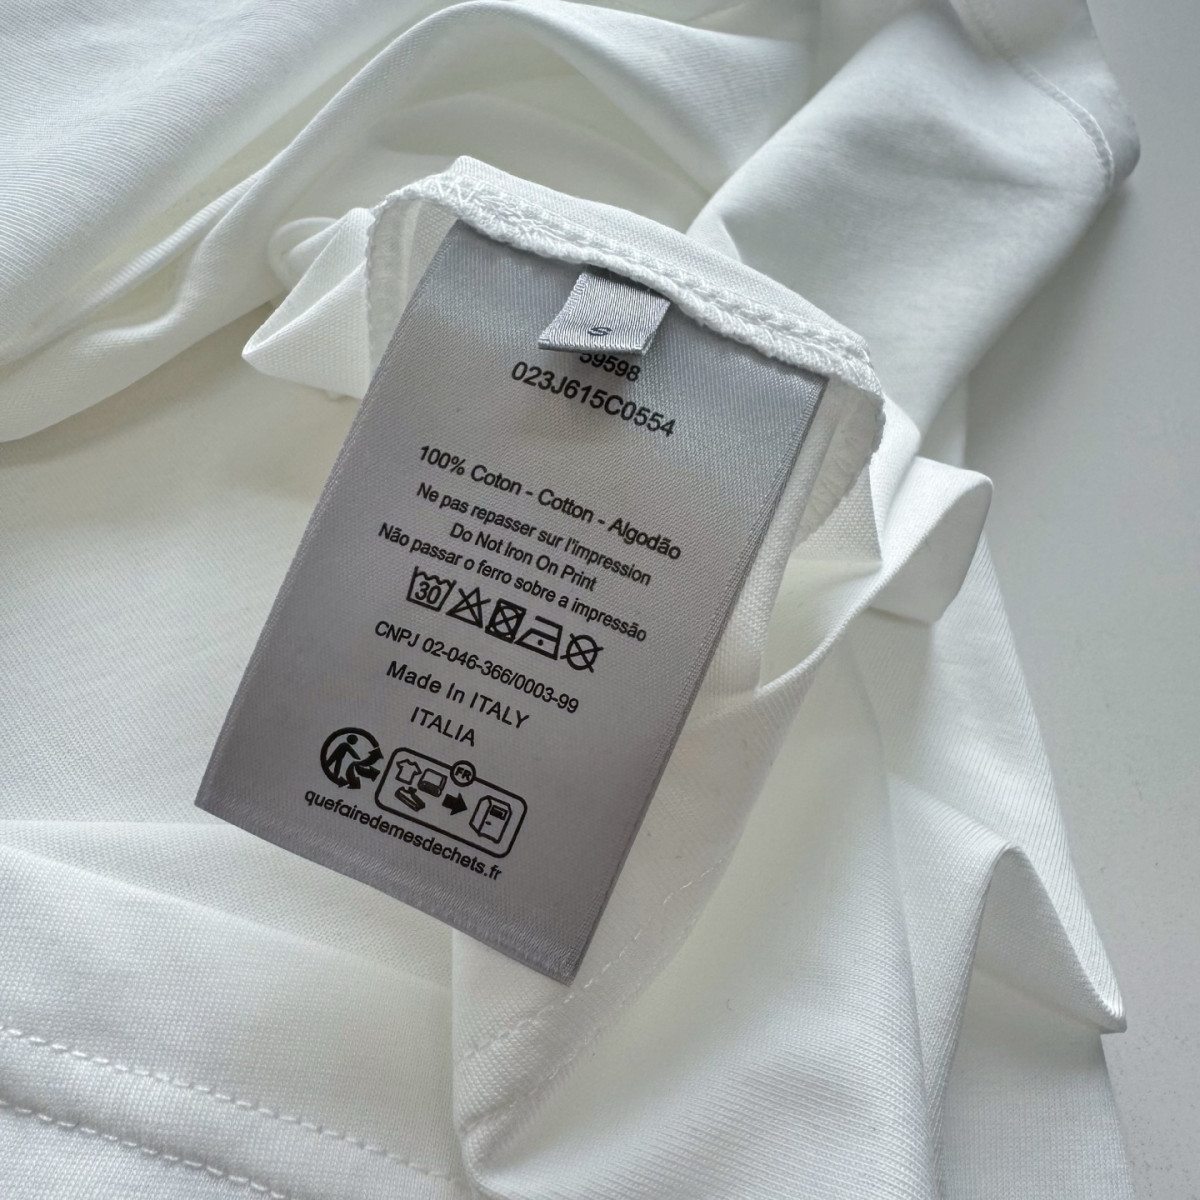 S
59598
023J615C0554
100% Coton - Cotton - Algodão
Ne pas repasser sur l'impression
Do Not Iron On Print
Não passar o ferro sobre a impressão
30
CNPJ 02-046-366/0003-99
Made In ITALY
ITALIA
FR
quefairedemesdechets.fr